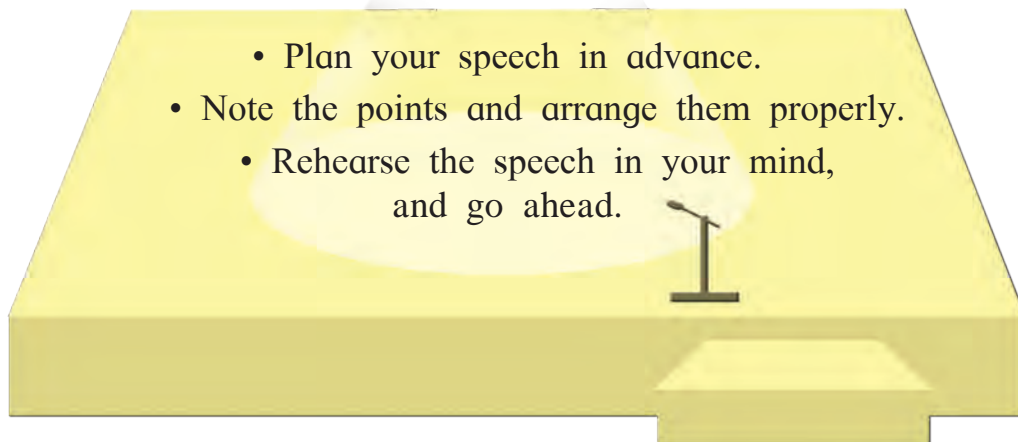 • Plan your speech in advance.
• Note the points and arrange them properly.
• Rehearse the speech in your mind,
and go ahead.